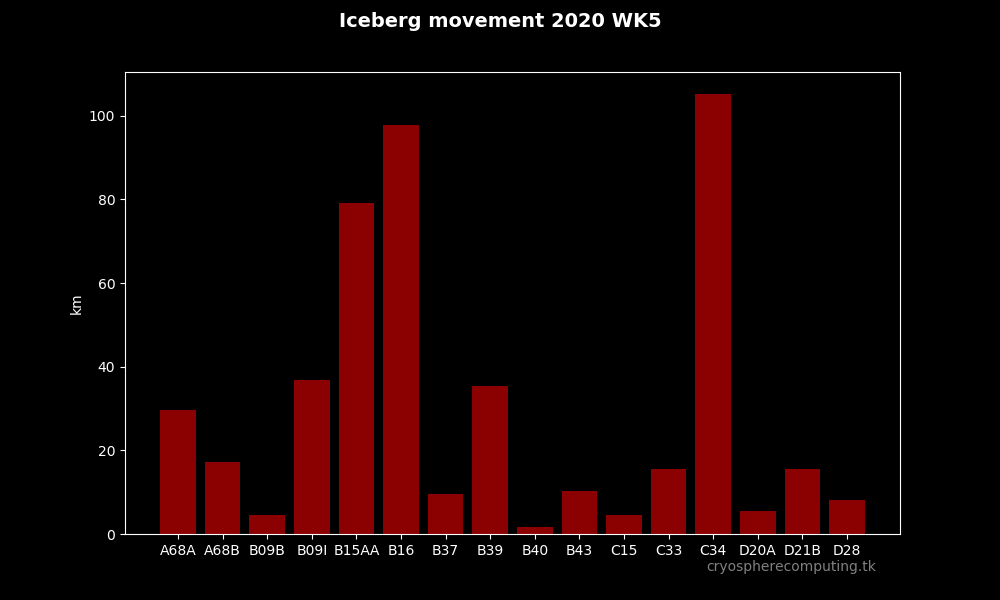 Iceberg movement 2020 WK5
100
80
60
40
20
0
km
A68A A68B B09B B09I B15AA B16 B37 B39 B40 B43 C15 C33 C34 D20A D21B D28
cryospherecomputing.tk